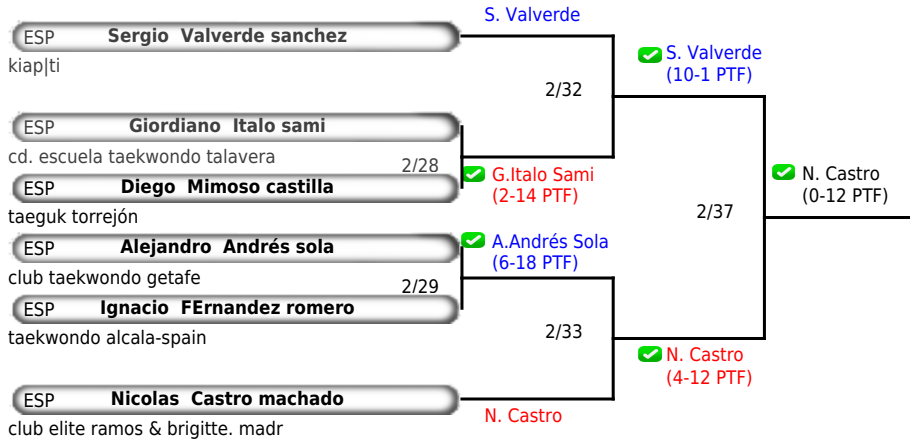 S. Valverde
ESP Sergio Valverde sanchez
kiap|ti
S. Valverde
(10-1 PTF)
2/32
ESP Giordiano Italo sami
cd. escuela taekwondo talavera
2/28
G.Italo Sami
(2-14 PTF)
ESP Diego Mimoso castilla
taeguk torrejón
N. Castro
(0-12 PTF)
2/37
ESP Alejandro Andrés sola
club taekwondo getafe
A.Andrés Sola
(6-18 PTF)
2/29
ESP Ignacio FErnandez romero
taekwondo alcala-spain
2/33
N. Castro
(4-12 PTF)
ESP Nicolas Castro machado
club elite ramos & brigitte. madr
N. Castro